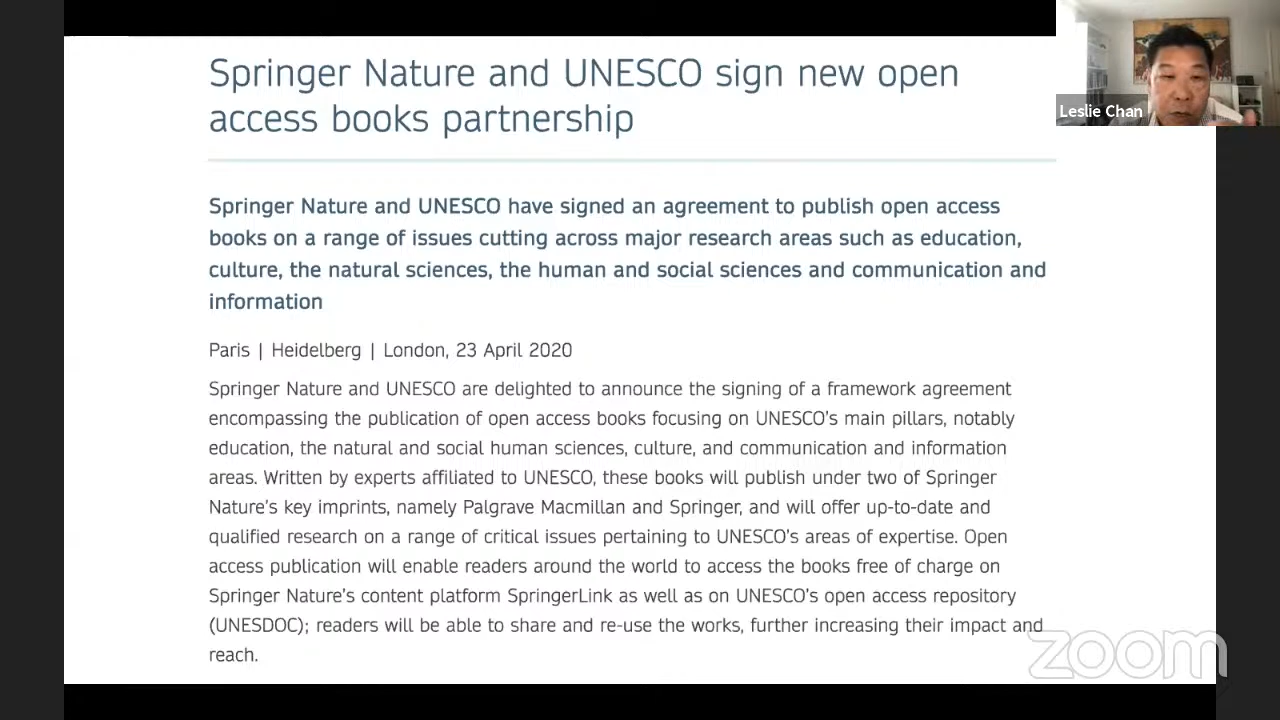 Springer Nature and UNESCO sign new open
access books partnership
Leslie Chan
Springer Nature and UNESCO have signed an agreement to publish open access
books on a range of issues cutting across major research areas such as education,
culture, the natural sciences, the human and social sciences and communication and
information
Paris | Heidelberg | London, 23 April 2020
Springer Nature and UNESCO are delighted to announce the signing of a framework agreement
encompassing the publication of open access books focusing on UNESCO's main pillars, notably
education, the natural and social human sciences, culture, and communication and information
areas. Written by experts affiliated to UNESCO, these books will publish under two of Springer
Nature's key imprints, namely Palgrave Macmillan and Springer, and will offer up-to-date and
qualified research on a range of critical issues pertaining to UNESCO's areas of expertise. Open
access publication will enable readers around the world to access the books free of charge on
Springer Nature's content platform SpringerLink as well as on UNESCO's open access repository
(UNESDOC); readers will be able to share and re-use the works, further increasing their impact and
reach.
zoom